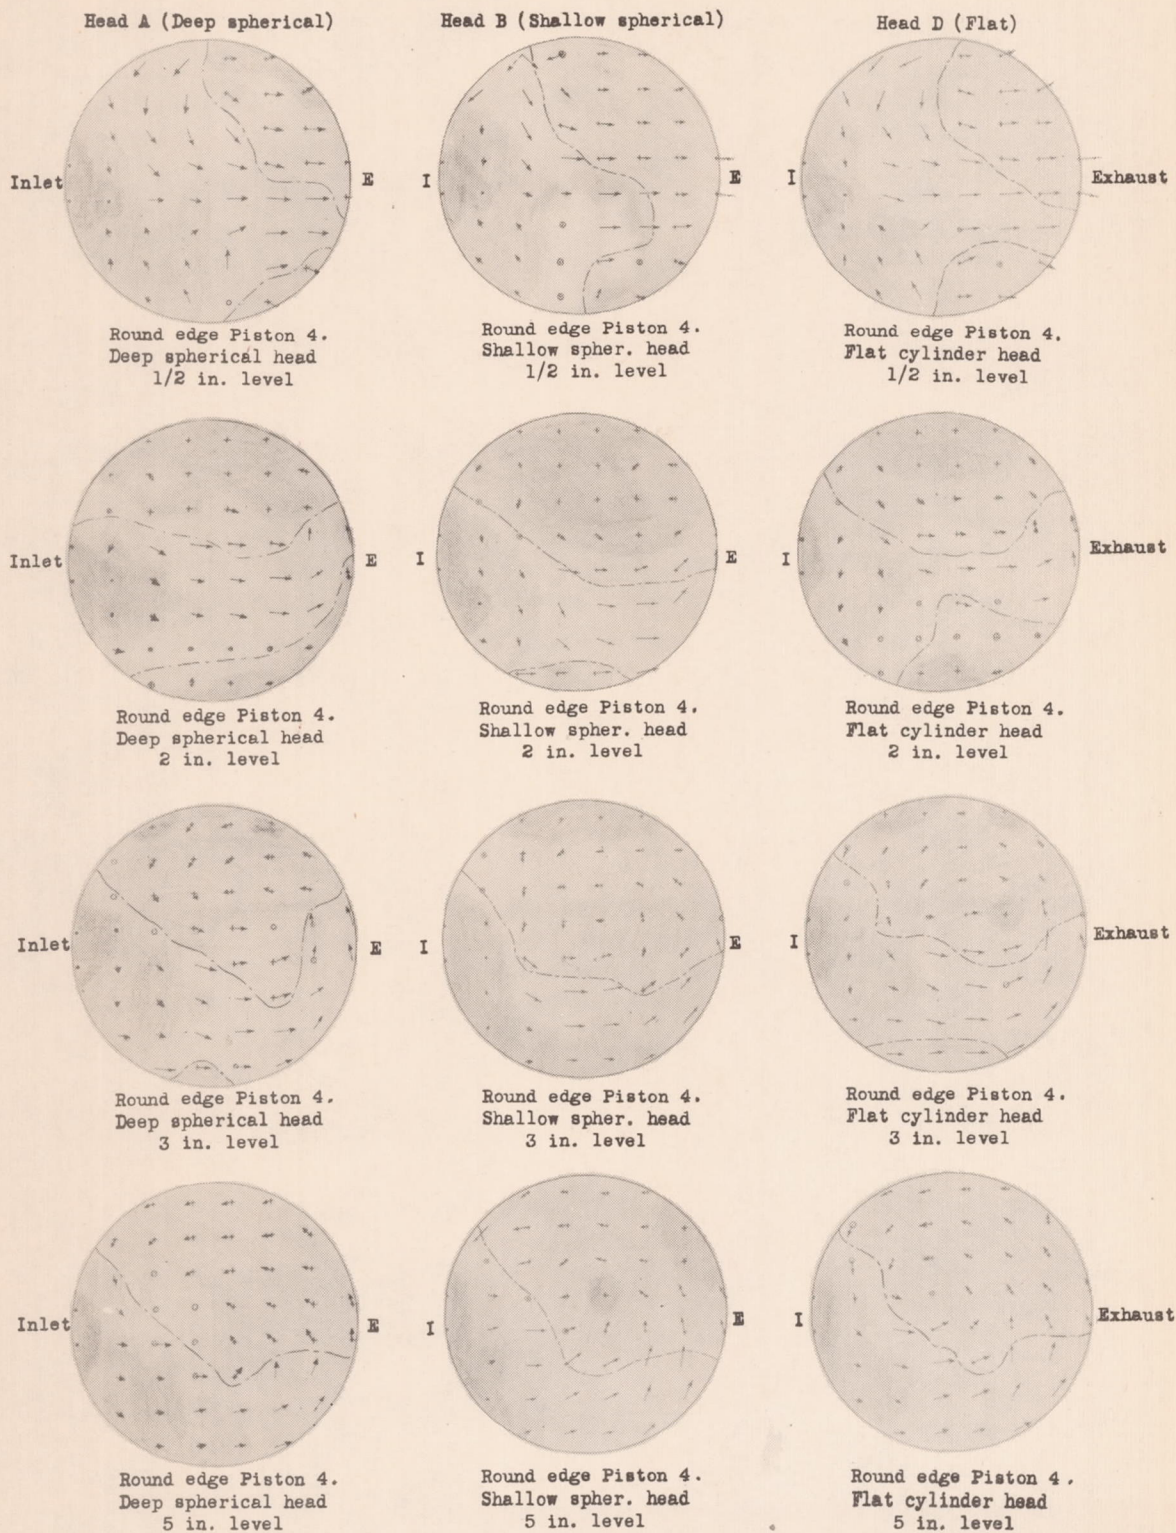 Head A (Deep spherical)
Head B (Shallow spherical)
Head D (Flat)
Inlet
E
I
E
I
Exhaust
Round edge Piston 4.
Deep spherical head
1/2 in. level
Round edge Piston 4.
Shallow spher. head
1/2 in. level
Round edge Piston 4.
Flat cylinder head
1/2 in. level
Inlet
E
I
E
I
Exhaust
Round edge Piston 4.
Deep spherical head
2 in. level
Round edge Piston 4.
Shallow spher. head
2 in. level
Round edge Piston 4.
Flat cylinder head
2 in. level
Inlet
E
I
E
I
Exhaust
Round edge Piston 4.
Deep spherical head
3 in. level
Round edge Piston 4.
Shallow spher. head
3 in. level
Round edge Piston 4.
Flat cylinder head
3 in. level
Inlet
E
I
E
I
Exhaust
Round edge Piston 4.
Deep spherical head
5 in. level
Round edge Piston 4.
Shallow spher. head
5 in. level
Round edge Piston 4.
Flat cylinder head
5 in. level